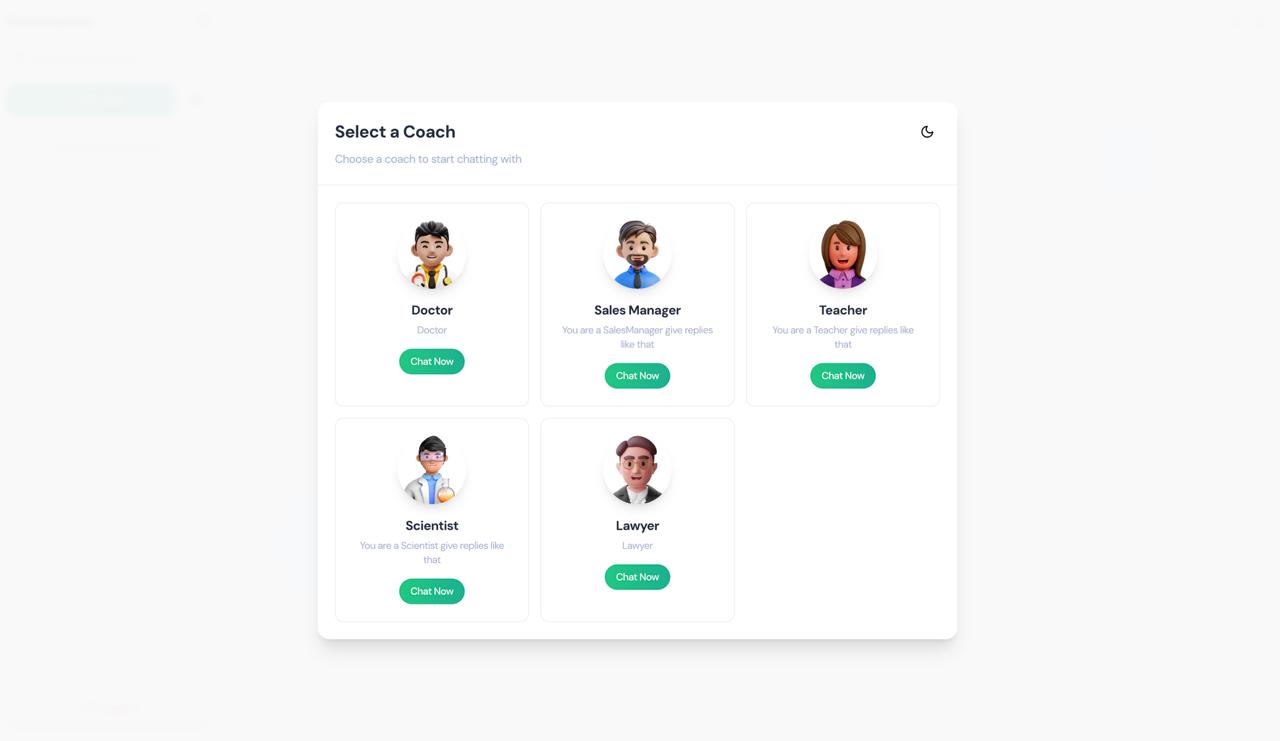 Select a Coach
Choose a coach to start chatting with
Doctor
Doctor
Chat Now
Sales Manager
You are a SalesManager give replies
like that
Chat Now
Teacher
You are a Teacher give replies like
that
Chat Now
Scientist
You are a Scientist give replies like
that
Chat Now
Lawyer
Lawyer
Chat Now